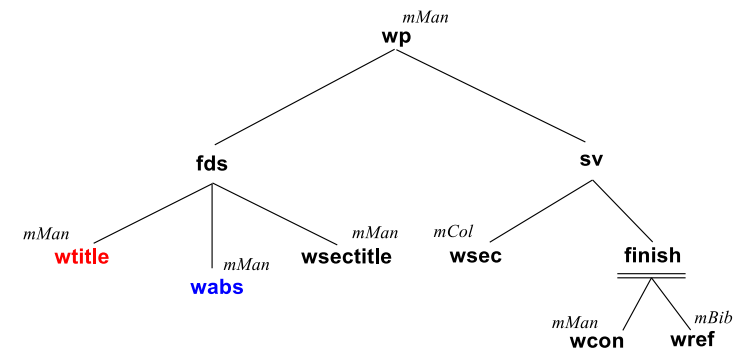 mMan
wp
fds
sv
mMan
wtitle
mMan
wabs
mMan
wsectitle
mCol
wsec
finish
mMan
wcon
mBib
wref